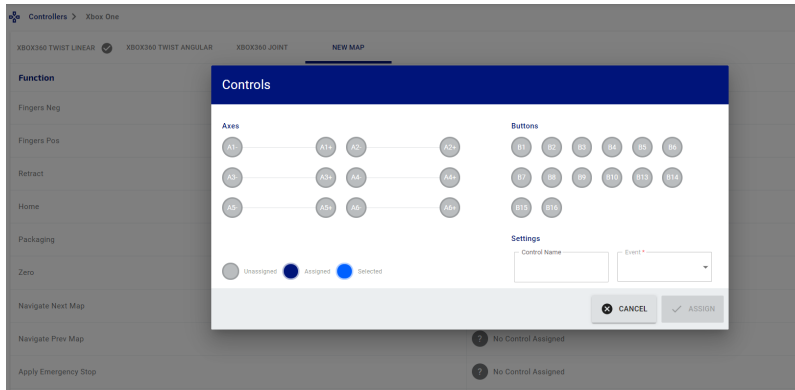 Controllers > Xbox One
XBOX360 TWIST LINEAR XBOX360 TWIST ANGULAR XBOX360 JOINT NEW MAP
Function
Fingers Neg
Fingers Pos
Retract
Home
Packaging
Zero
Navigate Next Map
Navigate Prev Map ? No Control Assigned
Apply Emergency Stop ? No Control Assigned
Controls
Axes
A1- A1+ A2- A2+
A3- A3+ A4- A4+
A5- A5+ A6- A6+
Unassigned Assigned Selected
Buttons
B1 B2 B3 B4 B5 B6
B7 B8 B9 B10 B13 B14
B15 B16
Settings
Control Name Event *
CANCEL ASSIGN